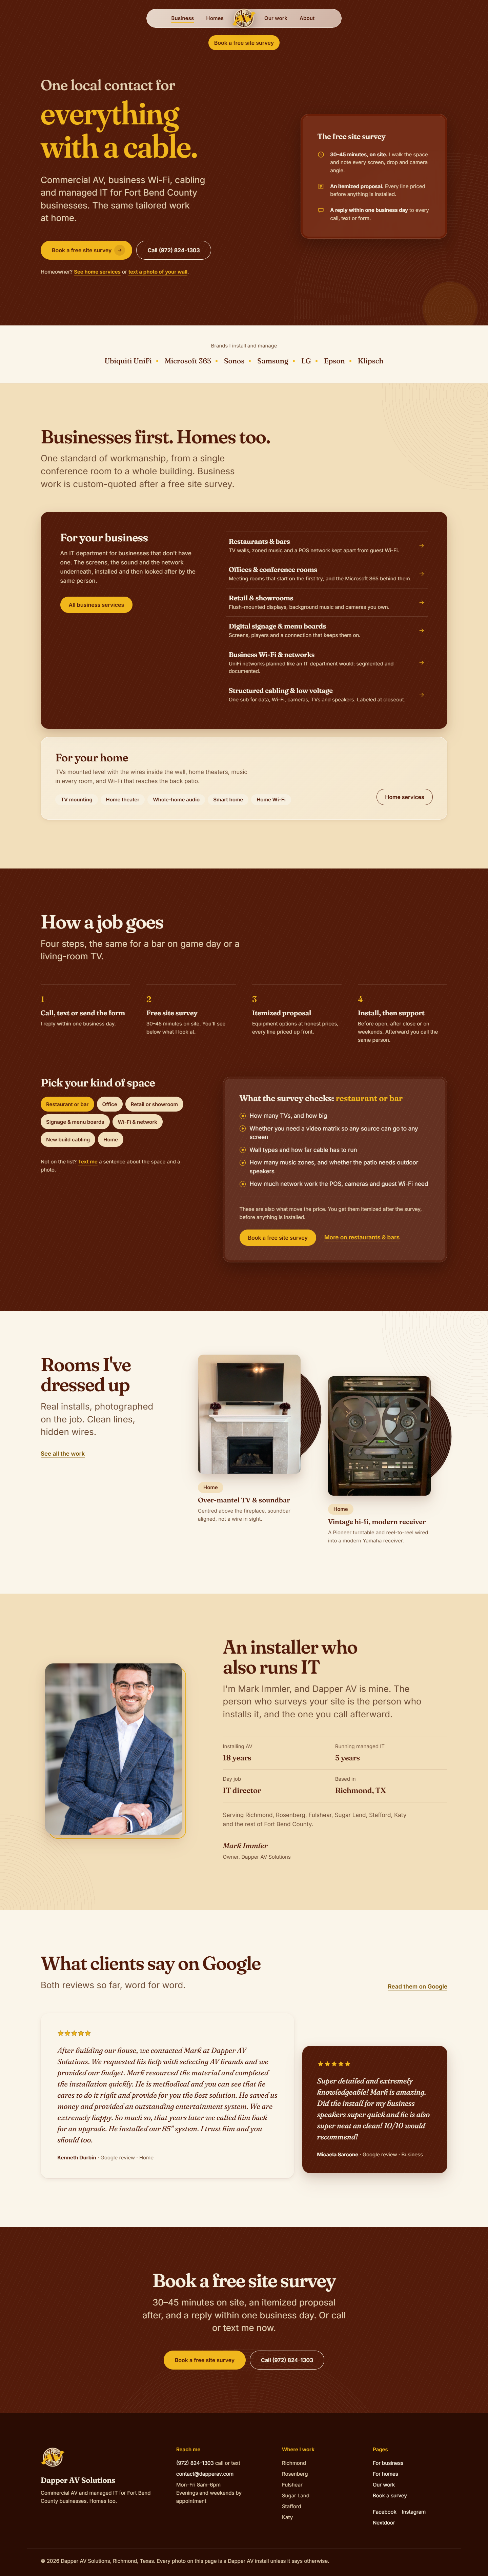 Business Homes AV Our work About
Book a free site survey
One local contact for
everything
with a cable.
Commercial AV, business Wi-Fi, cabling
and managed IT for Fort Bend County
businesses. The same tailored work
at home.
Book a free site survey → Call (972) 824-1303
Homeowner? See home services or text a photo of your wall.
The free site survey
30–45 minutes, on site. I walk the space
and note every screen, drop and camera
angle.
An itemized proposal. Every line priced
before anything is installed.
A reply within one business day to every
call, text or form.
Brands I install and manage
Ubiquiti UniFi • Microsoft 365 • Sonos • Samsung • LG • Epson • Klipsch
Businesses first. Homes too.
One standard of workmanship, from a single
conference room to a whole building. Business
work is custom-quoted after a free site survey.
For your business
An IT department for businesses that don't have
one. The screens, the sound and the network
underneath, installed and then looked after by the
same person.
All business services
Restaurants & bars
TV walls, zoned music and a POS network kept apart from guest Wi-Fi.
Offices & conference rooms
Meeting rooms that start on the first try, and the Microsoft 365 behind them.
Retail & showrooms
Flush-mounted displays, background music and cameras you own.
Digital signage & menu boards
Screens, players and a connection that keeps them on.
Business Wi-Fi & networks
UniFi networks planned like an IT department would: segmented and
documented.
Structured cabling & low voltage
One sub for data, Wi-Fi, cameras, TVs and speakers. Labeled at closeout.
For your home
TVs mounted level with the wires inside the wall, home theaters, music
in every room, and Wi-Fi that reaches the back patio.
TV mounting Home theater Whole-home audio Smart home Home Wi-Fi
Home services
How a job goes
Four steps, the same for a bar on game day or a
living-room TV.
1
Call, text or send the form
I reply within one business day.
2
Free site survey
30–45 minutes on site. You'll see
below what I look at.
3
Itemized proposal
Equipment options at honest prices,
every line priced up front.
4
Install, then support
Before open, after close or on
weekends. Afterward you call the
same person.
Pick your kind of space
Restaurant or bar Office Retail or showroom
Signage & menu boards Wi-Fi & network
New build cabling Home
Not on the list? Text me a sentence about the space and a
photo.
What the survey checks: restaurant or bar
How many TVs, and how big
Whether you need a video matrix so any source can go to any
screen
Wall types and how far cable has to run
How many music zones, and whether the patio needs outdoor
speakers
How much network work the POS, cameras and guest Wi-Fi need
These are also what move the price. You get them itemized after the survey,
before anything is installed.
Book a free site survey More on restaurants & bars
Rooms I've
dressed up
Real installs, photographed
on the job. Clean lines,
hidden wires.
See all the work
Home
Over-mantel TV & soundbar
Centred above the fireplace, soundbar
aligned, not a wire in sight.
Home
Vintage hi-fi, modern receiver
A Pioneer turntable and reel-to-reel wired
into a modern Yamaha receiver.
An installer who
also runs IT
I'm Mark Immler, and Dapper AV is mine. The
person who surveys your site is the person who
installs it, and the one you call afterward.
Installing AV
18 years
Running managed IT
5 years
Day job
IT director
Based in
Richmond, TX
Serving Richmond, Rosenberg, Fulshear, Sugar Land, Stafford, Katy
and the rest of Fort Bend County.
Mark Immler
Owner, Dapper AV Solutions
What clients say on Google
Both reviews so far, word for word.
Read them on Google
After building our house, we contacted Mark at Dapper AV
Solutions. We requested his help with selecting AV brands and we
provided our budget. Mark resourced the material and completed
the installation quickly. He is methodical and you can see that he
cares to do it right and provide for you the best solution. He saved us
money and provided an outstanding entertainment system. We are
extremely happy. So much so, that years later we called him back
for an upgrade. He installed our 85" system. I trust him and you
should too.
Kenneth Durbin · Google review · Home
Super detailed and extremely
knowledgeable! Mark is amazing.
Did the install for my business
speakers super quick and he is also
super neat an clean! 10/10 would
recommend!
Micaela Sarcone · Google review · Business
Book a free site survey
30–45 minutes on site, an itemized proposal
after, and a reply within one business day. Or call
or text me now.
Book a free site survey Call (972) 824-1303
AV
Dapper AV Solutions
Commercial AV and managed IT for Fort Bend
County businesses. Homes too.
Reach me
(972) 824-1303 call or text
contact@dapperav.com
Mon–Fri 8am–6pm
Evenings and weekends by
appointment
Where I work
Richmond
Rosenberg
Fulshear
Sugar Land
Stafford
Katy
Pages
For business
For homes
Our work
Book a survey
Facebook Instagram
Nextdoor
© 2026 Dapper AV Solutions, Richmond, Texas. Every photo on this page is a Dapper AV install unless it says otherwise.